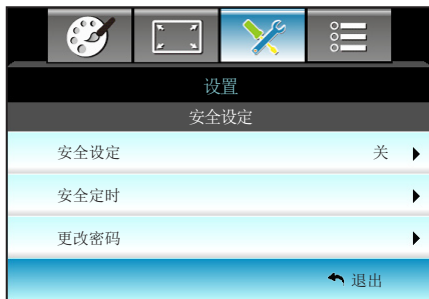 设置
安全设定
安全设定 关
安全定时
更改密码
退出